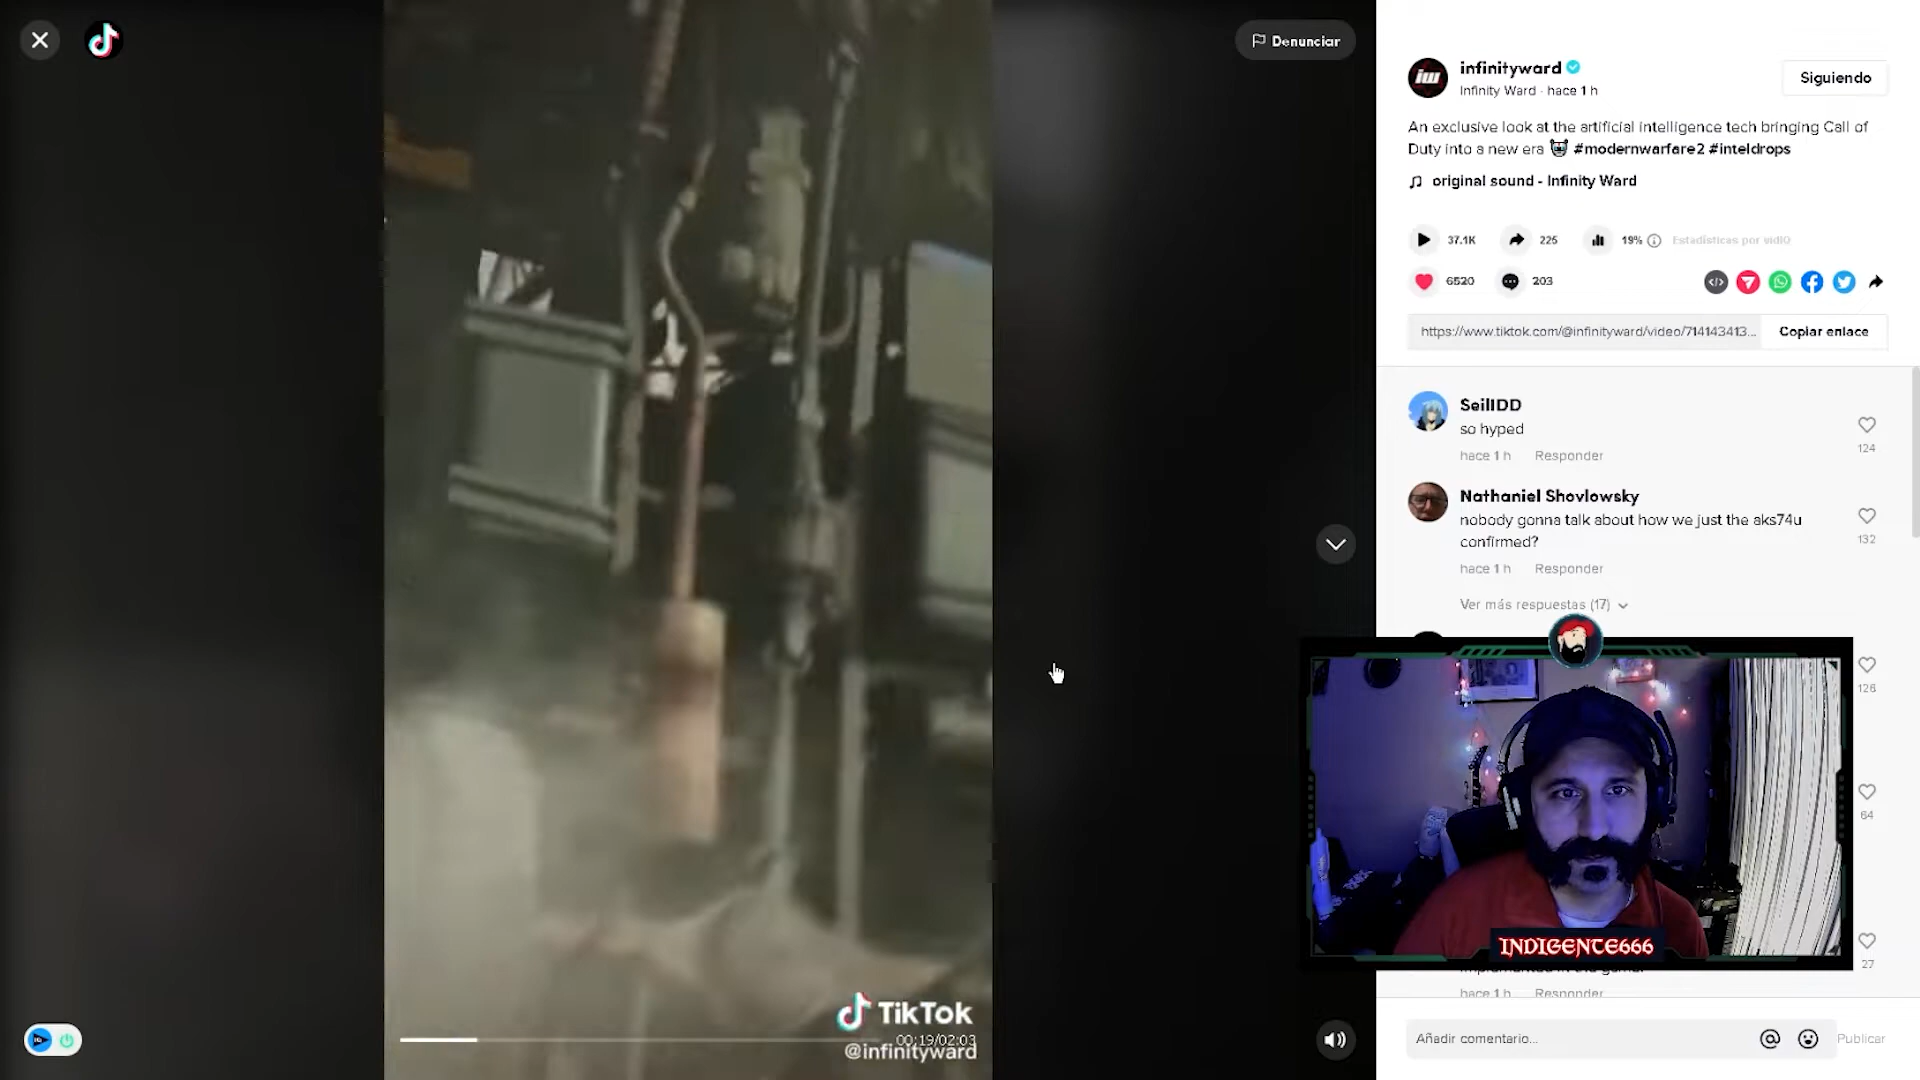 Denunciar
infinityward
Infinity Ward · hace 1 h
Siguiendo
An exclusive look at the artificial intelligence tech bringing Call of
Duty into a new era #modernwarfare2 #inteldrops
original sound - Infinity Ward
37.1K
225
19%
Estadísticas por vidIQ
6520
203
https://www.tiktok.com/@infinityward/video/714143413...
Copiar enlace
SeilIDD
so hyped
124
hace 1 h
Responder
Nathaniel Shovlowsky
nobody gonna talk about how we just the aks74u
confirmed?
132
hace 1 h
Responder
Ver más respuestas (17)
126
64
27
INDIGENTE666
hace 1 h
Responder
TikTok
00:19/02:03
@infinityward
Añadir comentario...
Publicar